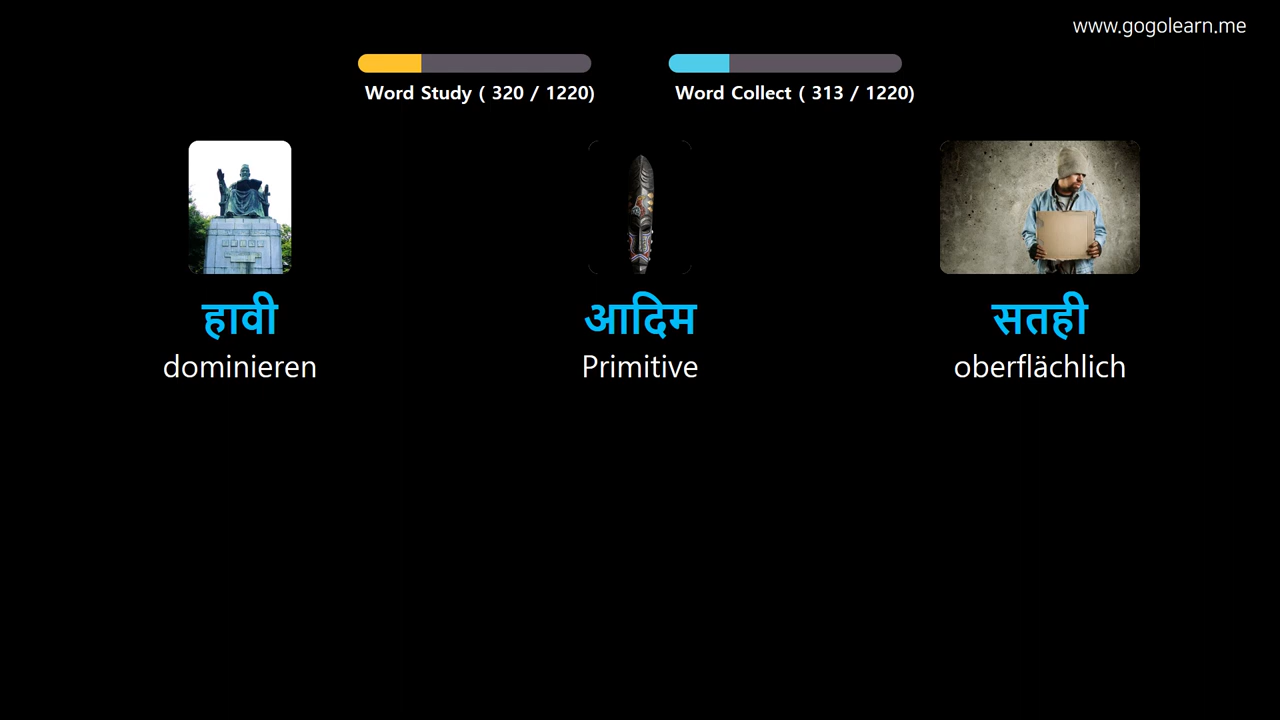 www.gogolearn.me
Word Study ( 320 / 1220)
Word Collect ( 313 / 1220)
हावी
आदिम
सतही
dominieren
Primitive
oberflächlich